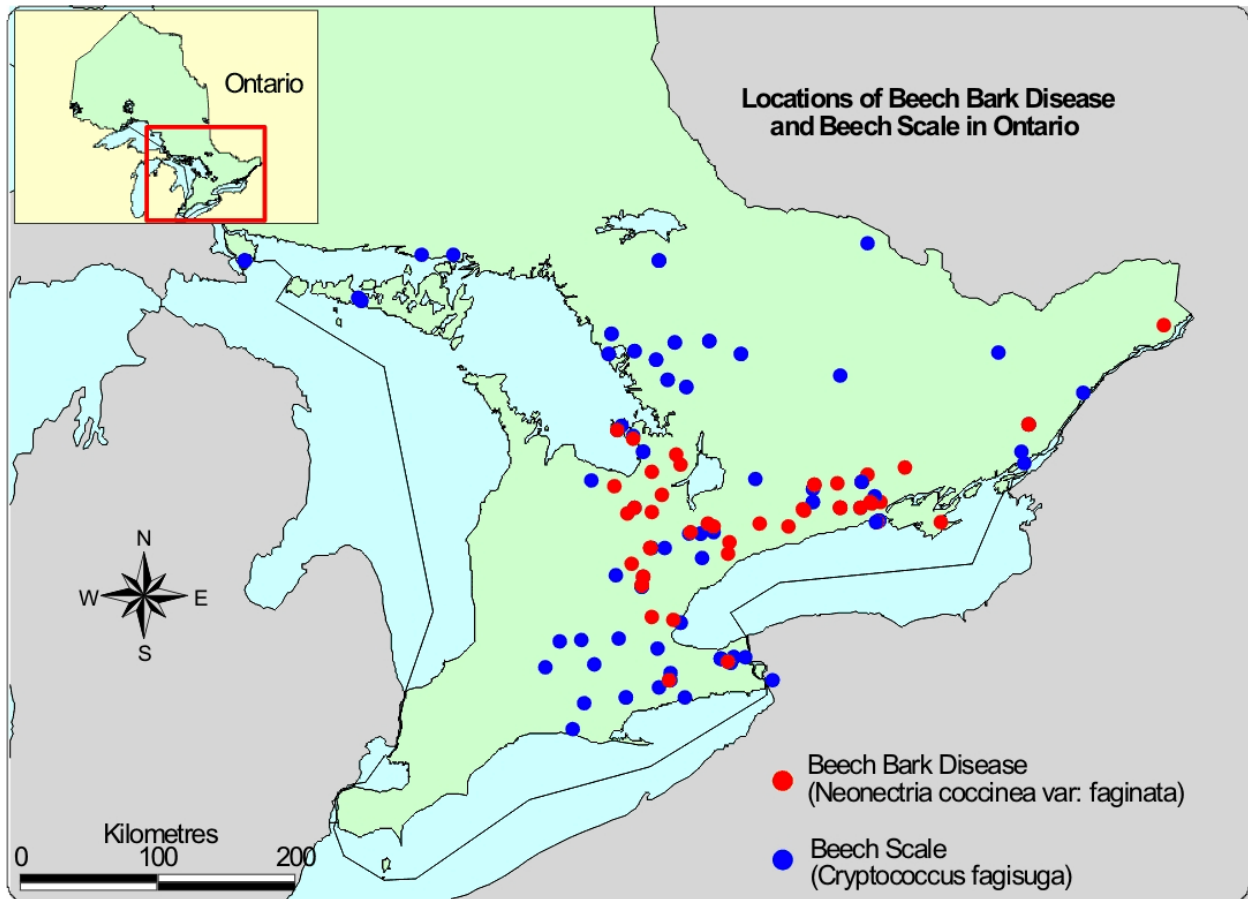 Ontario
Locations of Beech Bark Disease
and Beech Scale in Ontario
N
W
E
S
Beech Bark Disease
(Neonectria coccinea var: faginata)
Beech Scale
(Cryptococcus fagisuga)
Kilometres
0 100 200